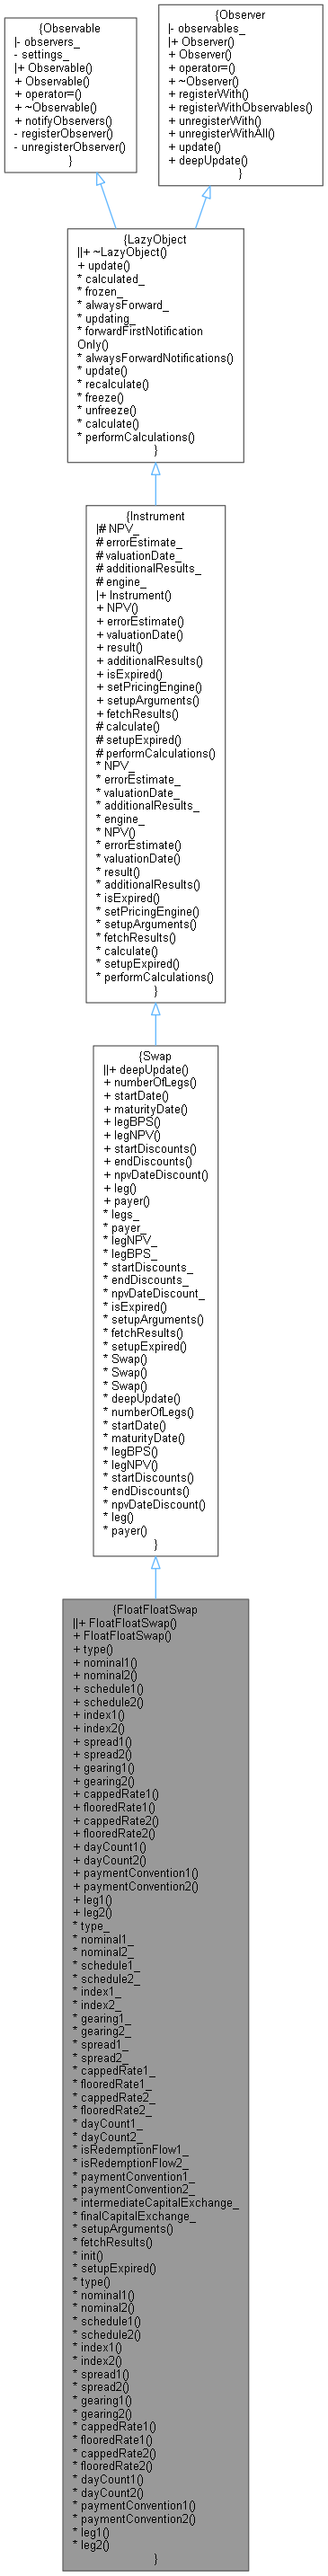 {Observable
|- observers_
- settings_
|+ Observable()
+ Observable()
+ operator=()
+ ~Observable()
+ notifyObservers()
- registerObserver()
- unregisterObserver()
}
{Observer
|- observables_
|+ Observer()
+ Observer()
+ operator=()
+ ~Observer()
+ registerWith()
+ registerWithObservables()
+ unregisterWith()
+ unregisterWithAll()
+ update()
+ deepUpdate()
}
{LazyObject
||+ ~LazyObject()
+ update()
* calculated_
* frozen_
* alwaysForward_
* updating_
* forwardFirstNotification
Only()
* alwaysForwardNotifications()
* update()
* recalculate()
* freeze()
* unfreeze()
* calculate()
* performCalculations()
}
{Instrument
|# NPV_
# errorEstimate_
# valuationDate_
# additionalResults_
# engine_
|+ Instrument()
+ NPV()
+ errorEstimate()
+ valuationDate()
+ result()
+ additionalResults()
+ isExpired()
+ setPricingEngine()
+ setupArguments()
+ fetchResults()
# calculate()
# setupExpired()
# performCalculations()
* NPV_
* errorEstimate_
* valuationDate_
* additionalResults_
* engine_
* NPV()
* errorEstimate()
* valuationDate()
* result()
* additionalResults()
* isExpired()
* setPricingEngine()
* setupArguments()
* fetchResults()
* calculate()
* setupExpired()
* performCalculations()
}
{Swap
||+ deepUpdate()
+ numberOfLegs()
+ startDate()
+ maturityDate()
+ legBPS()
+ legNPV()
+ startDiscounts()
+ endDiscounts()
+ npvDateDiscount()
+ leg()
+ payer()
* legs_
* payer_
* legNPV_
* legBPS_
* startDiscounts_
* endDiscounts_
* npvDateDiscount_
* isExpired()
* setupArguments()
* fetchResults()
* setupExpired()
* Swap()
* Swap()
* Swap()
* deepUpdate()
* numberOfLegs()
* startDate()
* maturityDate()
* legBPS()
* legNPV()
* startDiscounts()
* endDiscounts()
* npvDateDiscount()
* leg()
* payer()
}
{FloatFloatSwap
||+ FloatFloatSwap()
+ FloatFloatSwap()
+ type()
+ nominal1()
+ nominal2()
+ schedule1()
+ schedule2()
+ index1()
+ index2()
+ spread1()
+ spread2()
+ gearing1()
+ gearing2()
+ cappedRate1()
+ flooredRate1()
+ cappedRate2()
+ flooredRate2()
+ dayCount1()
+ dayCount2()
+ paymentConvention1()
+ paymentConvention2()
+ leg1()
+ leg2()
* type_
* nominal1_
* nominal2_
* schedule1_
* schedule2_
* index1_
* index2_
* gearing1_
* gearing2_
* spread1_
* spread2_
* cappedRate1_
* flooredRate1_
* cappedRate2_
* flooredRate2_
* dayCount1_
* dayCount2_
* isRedemptionFlow1_
* isRedemptionFlow2_
* paymentConvention1_
* paymentConvention2_
* intermediateCapitalExchange_
* finalCapitalExchange_
* setupArguments()
* fetchResults()
* init()
* setupExpired()
* type()
* nominal1()
* nominal2()
* schedule1()
* schedule2()
* index1()
* index2()
* spread1()
* spread2()
* gearing1()
* gearing2()
* cappedRate1()
* flooredRate1()
* cappedRate2()
* flooredRate2()
* dayCount1()
* dayCount2()
* paymentConvention1()
* paymentConvention2()
* leg1()
* leg2()
}